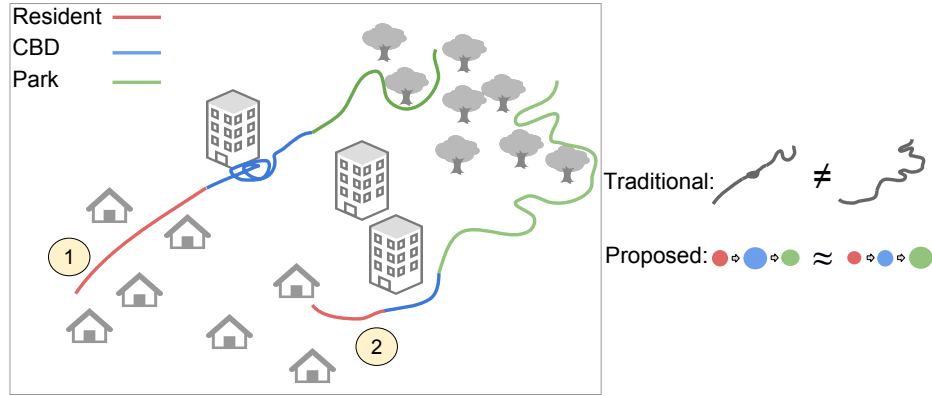 Resident
CBD
Park
1
2
Traditional: ≠
Proposed: ≈